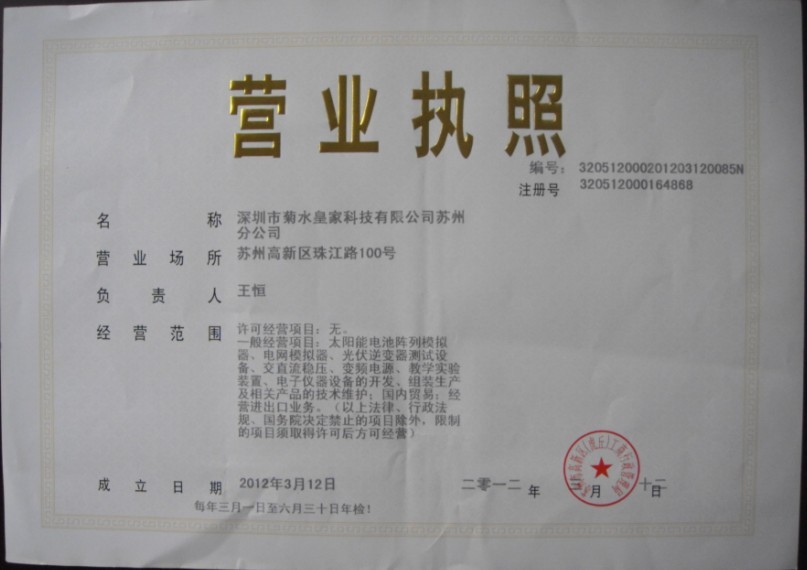 营业执照
编号: 320512000201203120085N
注册号 320512000164868
名称 深圳市菊水皇家科技有限公司苏州
分公司
营业场所 苏州高新区珠江路100号
负责人 王恒
经营范围 许可经营项目:无。
一般经营项目:太阳能电池阵列模拟
器、电网模拟器、光伏逆变器测试设
备、交直流稳压、变频电源、教学实验
装置、电子仪器设备的开发、组装生产
及相关产品的技术维护;国内贸易;经
营进出口业务。(以上法律、行政法
规、国务院决定禁止的项目除外,限制
的项目须取得许可后方可经营)
成立日期 2012年3月12日
二零一二 年 月 十二 日
每年三月一日至六月三十日年检!